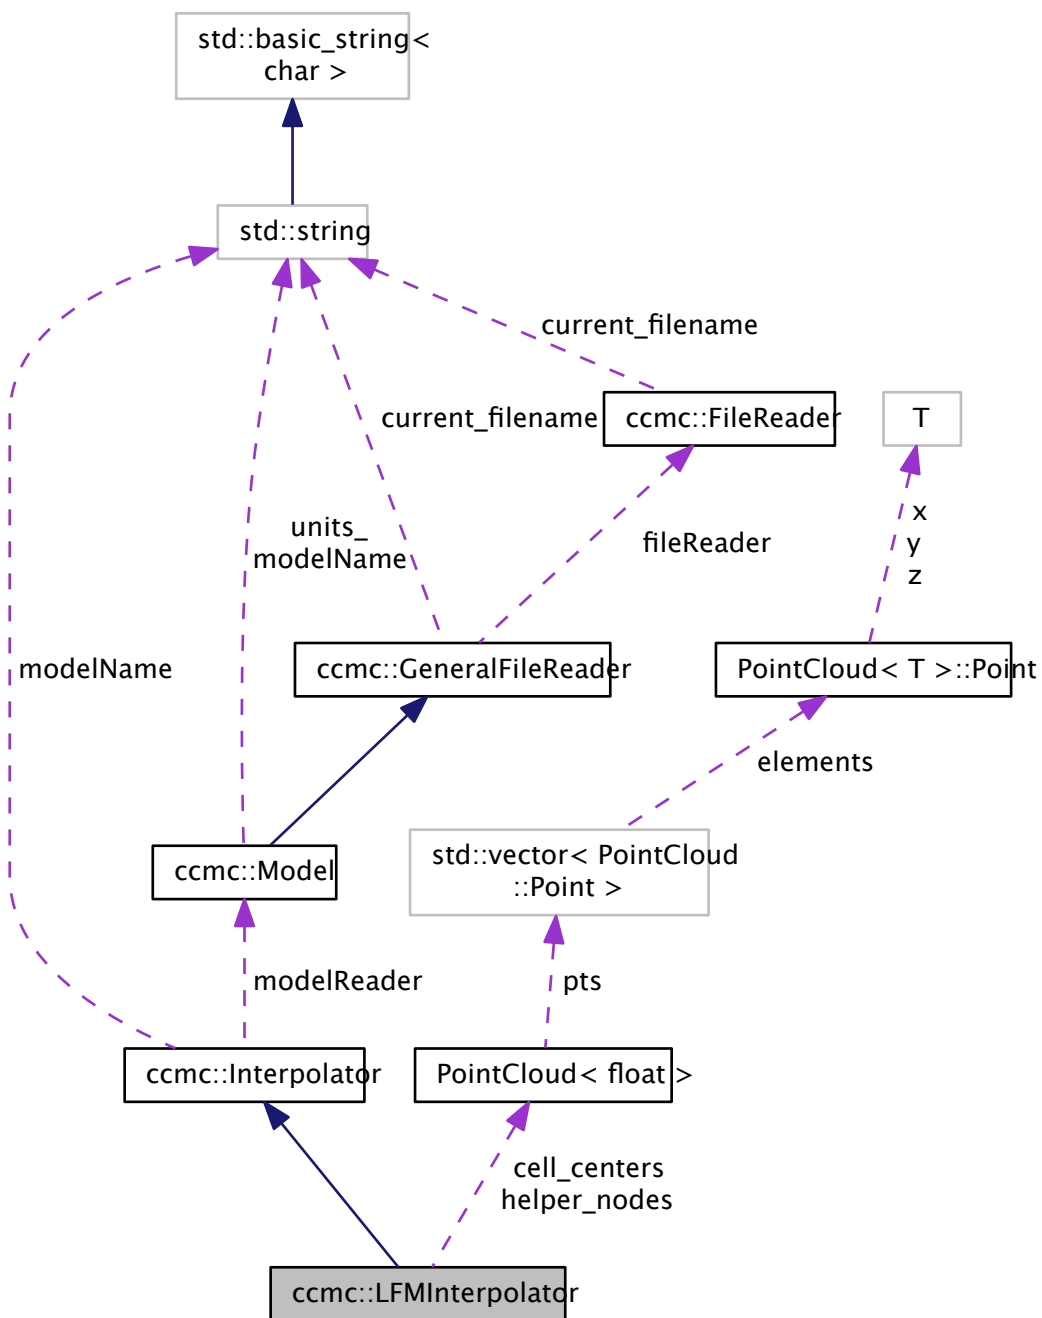 std::basic_string<
char >
std::string
current_filename
current_filename
ccmc::FileReader
T
units_
modelName
fileReader
x
y
z
modelName
ccmc::GeneralFileReader
PointCloud< T >::Point
elements
ccmc::Model
std::vector< PointCloud
::Point >
modelReader
pts
ccmc::Interpolator
PointCloud< float >
cell_centers
helper_nodes
ccmc::LFMInterpolator